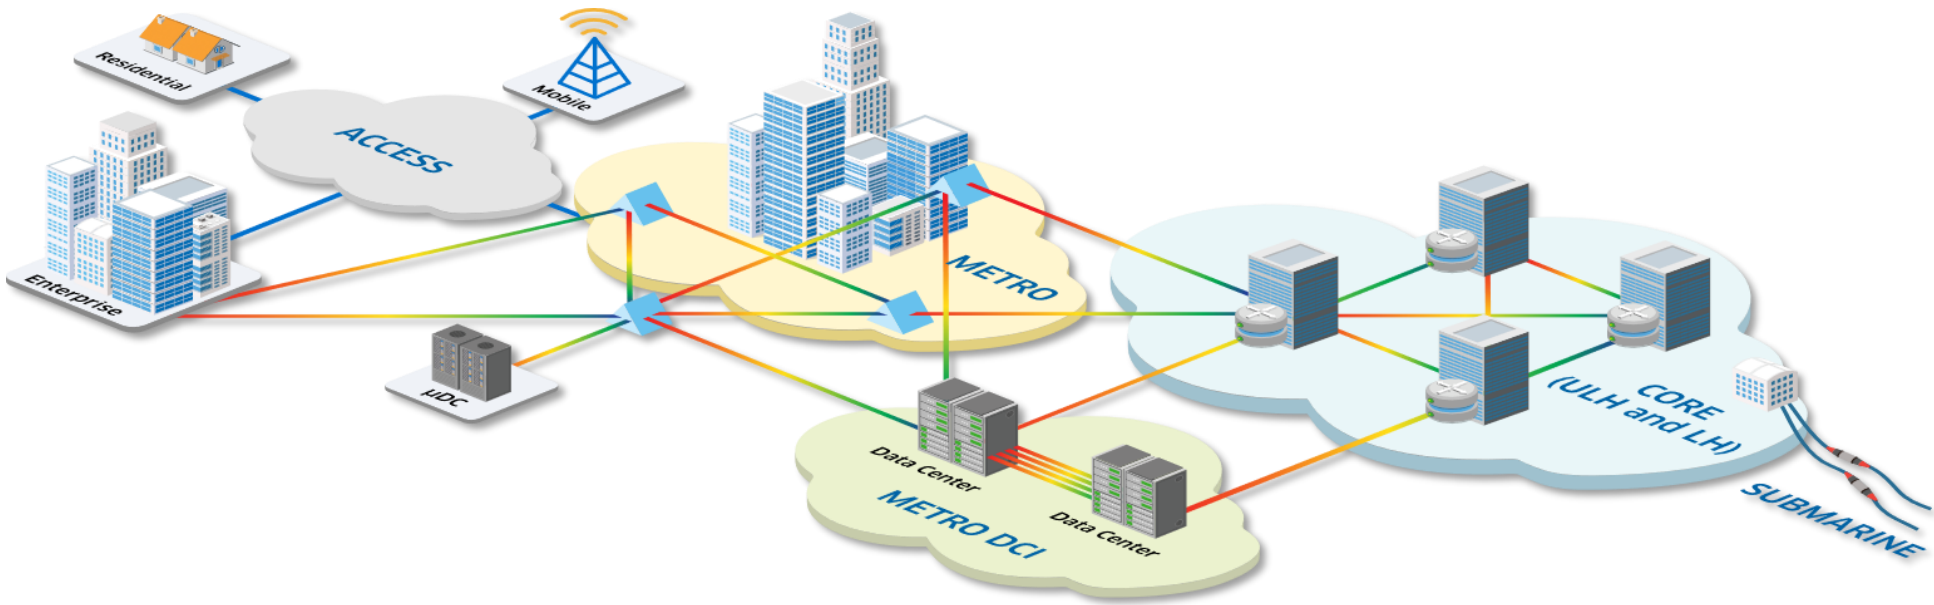 Residential
Mobile
ACCESS
Enterprise
METRO
μDC
CORE
(ULH and LH)
Data Center
Data Center
METRO DCI
SUBMARINE